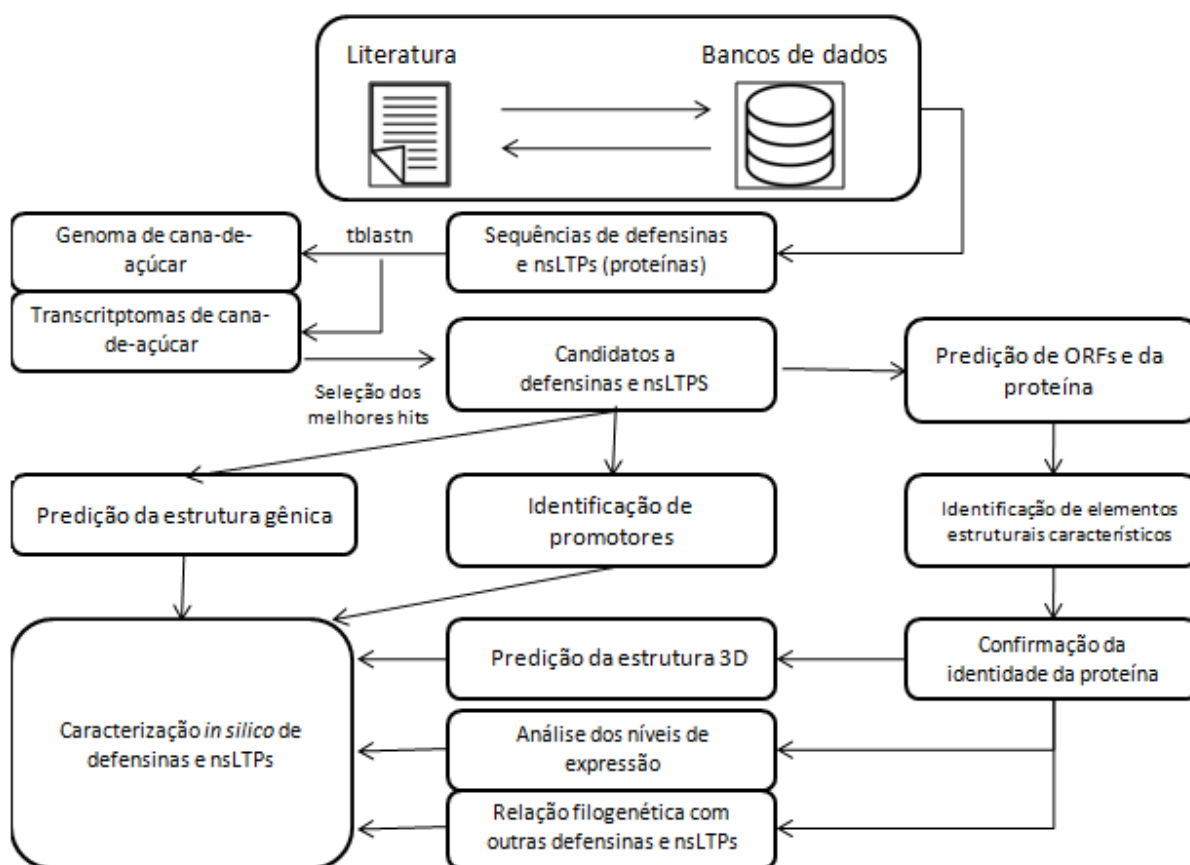 Literatura
Bancos de dados
Genoma de cana-de-
açúcar
tblastn
Sequências de defensinas
e nsLTPs (proteínas)
Transcritptomas de cana-
de-açúcar
Seleção dos
melhores hits
Candidatos a
defensinas e nsLTPS
Predição de ORFs e da
proteína
Predição da estrutura gênica
Identificação de
promotores
Identificação de elementos
estruturais característicos
Caracterização in silico de
defensinas e nsLTPs
Predição da estrutura 3D
Confirmação da
identidade da proteína
Análise dos níveis de
expressão
Relação filogenética com
outras defensinas e nsLTPs